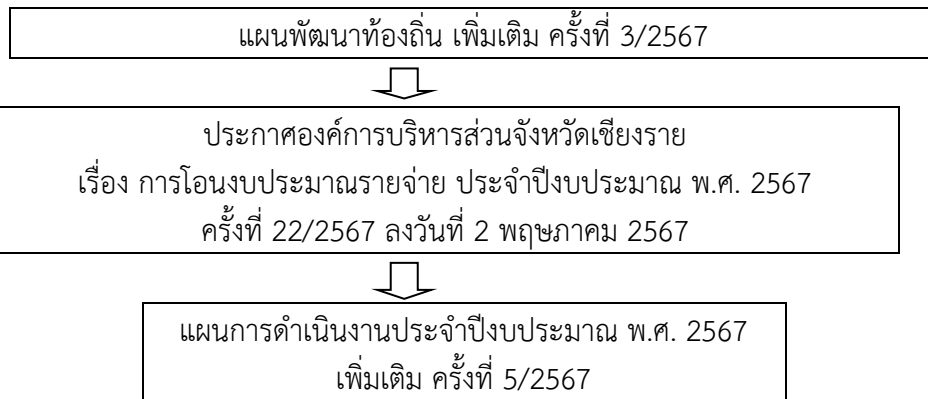 แผนพัฒนาท้องถิ่น เพิ่มเติม ครั้งที่ 3/2567
ประกาศองค์การบริหารส่วนจังหวัดเชียงราย
เรื่อง การโอนงบประมาณรายจ่าย ประจำปีงบประมาณ พ.ศ. 2567
ครั้งที่ 22/2567 ลงวันที่ 2 พฤษภาคม 2567
แผนการดำเนินงานประจำปีงบประมาณ พ.ศ. 2567
เพิ่มเติม ครั้งที่ 5/2567